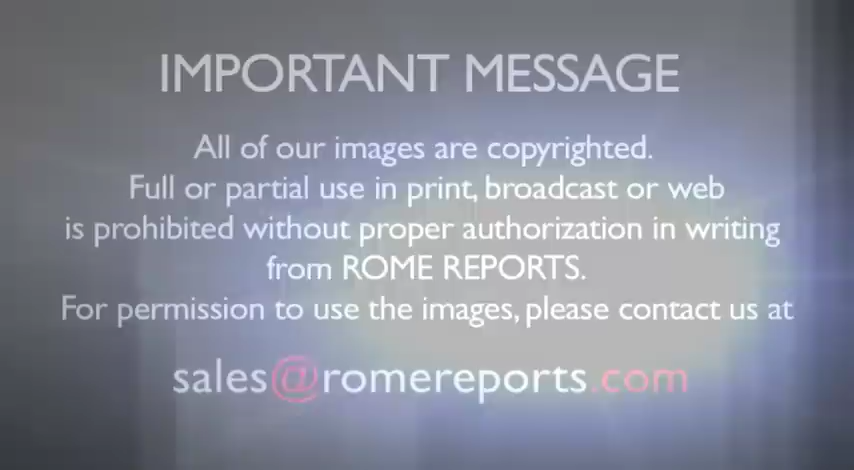 IMPORTANT MESSAGE
All of our images are copyrighted.
Full or partial use in print, broadcast or web
is prohibited without proper authorization in writing
from ROME REPORTS.
For permission to use the images, please contact us at
sales@romereports.com